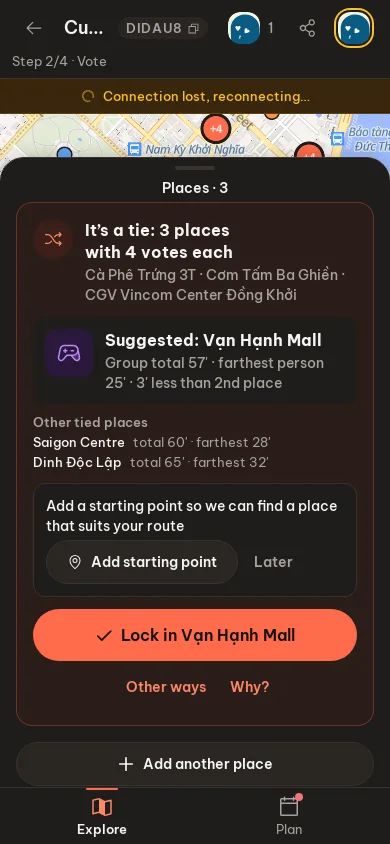 Cu...
DIDAU8
1
Step 2/4 · Vote
Connection lost, reconnecting...
+4
Nam Kỳ Khởi Nghĩa
+4
Bảo tàng
Đức Th
Places · 3
It's a tie: 3 places
with 4 votes each
Cà Phê Trứng 3T · Cơm Tấm Ba Ghiền ·
CGV Vincom Center Đồng Khởi
Suggested: Vạn Hạnh Mall
Group total 57' · farthest person
25' · 3' less than 2nd place
Other tied places
Saigon Centre total 60' · farthest 28'
Dinh Độc Lập total 65' · farthest 32'
Add a starting point so we can find a place
that suits your route
Add starting point
Later
Lock in Vạn Hạnh Mall
Other ways
Why?
Add another place
Explore
Plan